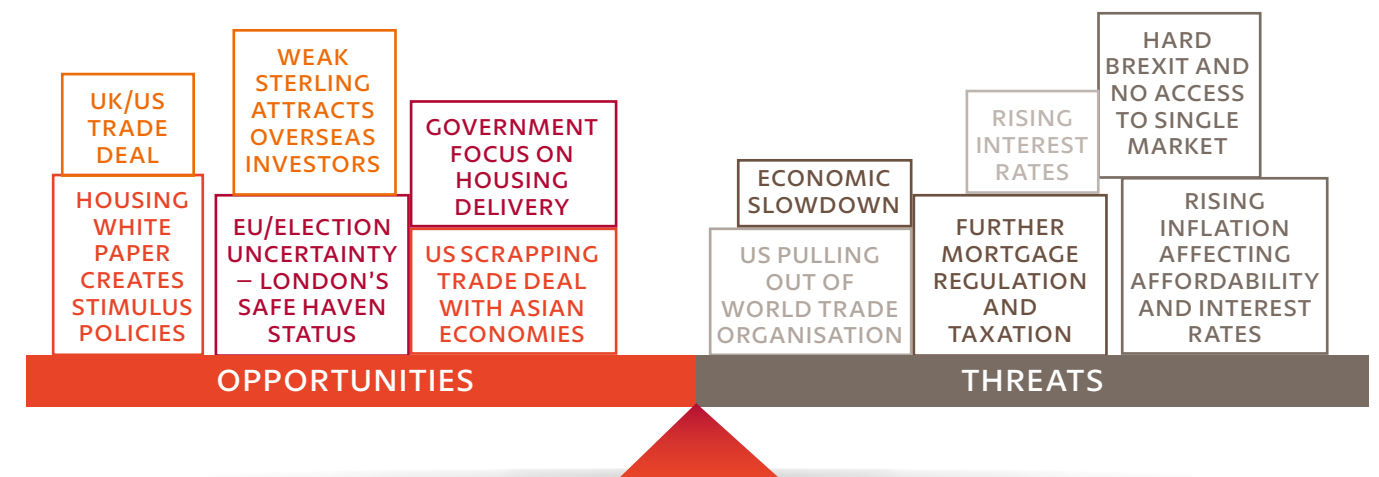 UK/US
TRADE
DEAL
HOUSING
WHITE
PAPER
CREATES
STIMULUS
POLICIES
WEAK
STERLING
ATTRACTS
OVERSEAS
INVESTORS
EU/ELECTION
UNCERTAINTY
– LONDON'S
SAFE HAVEN
STATUS
GOVERNMENT
FOCUS ON
HOUSING
DELIVERY
US SCRAPPING
TRADE DEAL
WITH ASIAN
ECONOMIES
OPPORTUNITIES
ECONOMIC
SLOWDOWN
US PULLING
OUT OF
WORLD TRADE
ORGANISATION
RISING
INTEREST
RATES
FURTHER
MORTGAGE
REGULATION
AND
TAXATION
HARD
BREXIT AND
NO ACCESS
TO SINGLE
MARKET
RISING
INFLATION
AFFECTING
AFFORDABILITY
AND INTEREST
RATES
THREATS